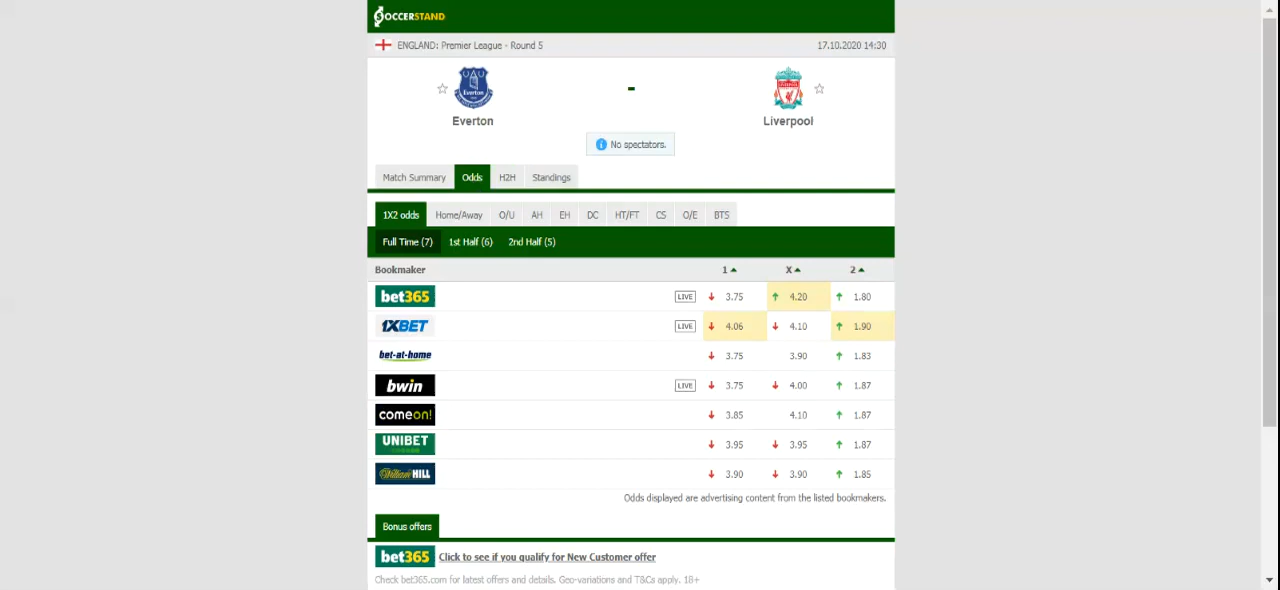 SOCCERSTAND
ENGLAND: Premier League - Round 5 17.10.2020 14:30
Everton
-
Everton Liverpool
No spectators.
Match Summary Odds H2H Standings
1X2 odds Home/Away O/U AH EH DC HT/FT CS O/E BTS
Full Time (7) 1st Half (6) 2nd Half (5)
Bookmaker 1 X 2
bet365 LIVE 3.75 4.20 1.80
1XBET LIVE 4.06 4.10 1.90
bet-at-home 3.75 3.90 1.83
bwin LIVE 3.75 4.00 1.87
comeon! 3.85 4.10 1.87
UNIBET 3.95 3.95 1.87
William HILL 3.90 3.90 1.85
Odds displayed are advertising content from the listed bookmakers.
Bonus offers
bet365 Click to see if you qualify for New Customer offer
Check bet365.com for latest offers and details. Geo-variations and T&Cs apply. 18+